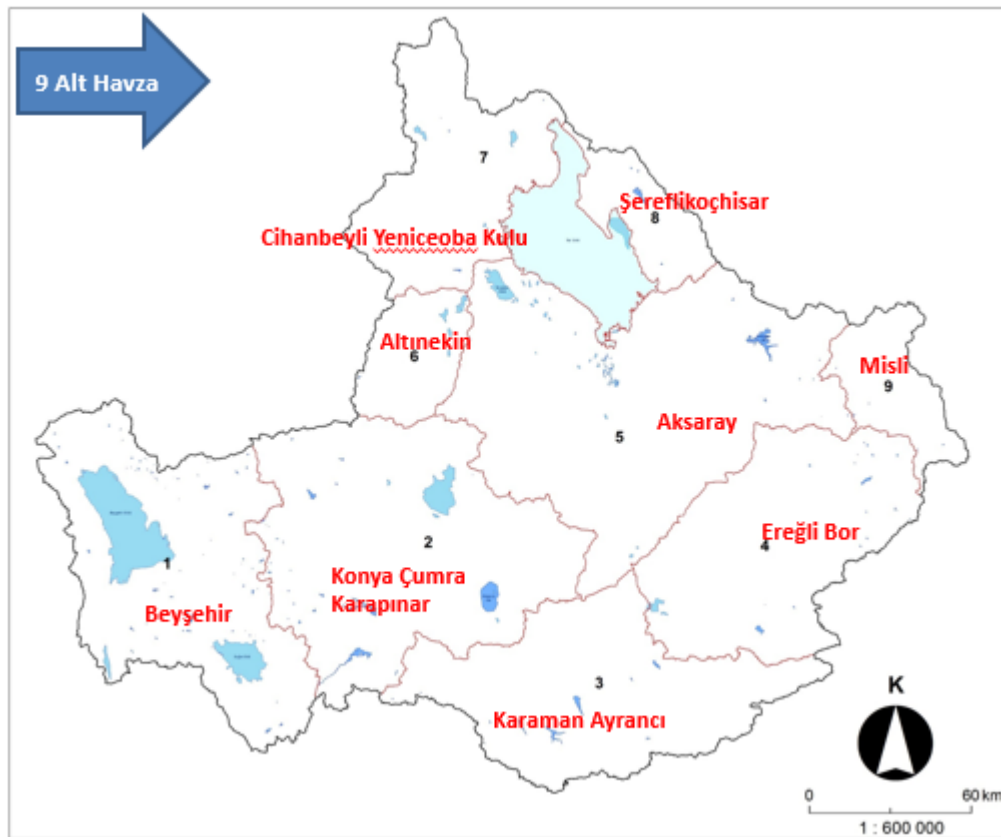 9 Alt Havza
7
Şereflikoçhisar
8
Cihanbeyli Yeniceoba Kulu
Altınekin
6
Misli
9
Aksaray
5
Ereğli Bor
4
2
1
Konya Çumra
Karapınar
Beyşehir
3
Karaman Ayrancı
K
0 60 km
1 : 600 000